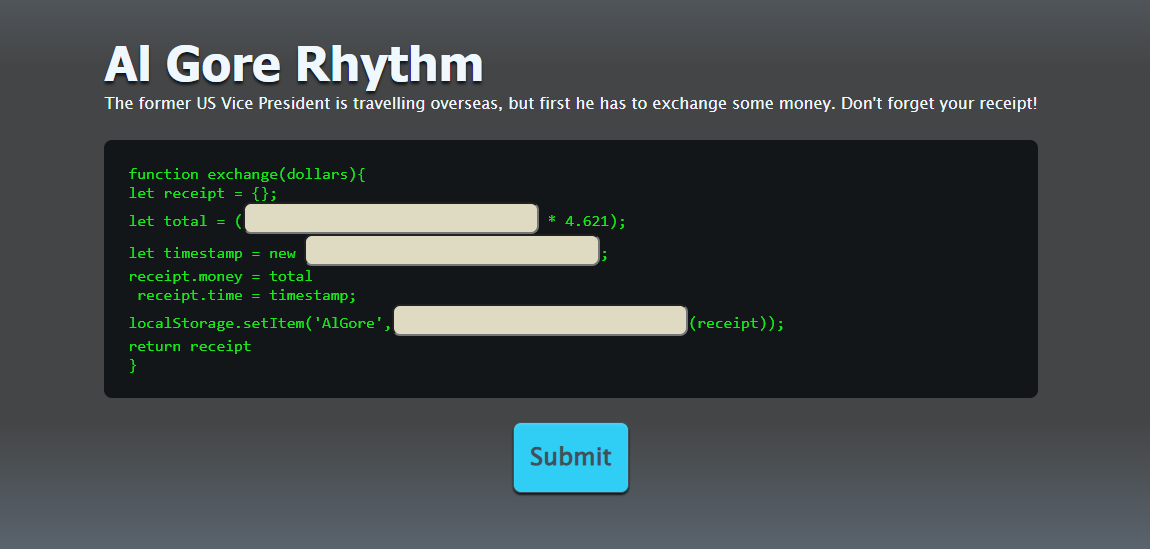 Al Gore Rhythm
The former US Vice President is travelling overseas, but first he has to exchange some money. Don't forget your receipt!
function exchange(dollars){
let receipt = {};
let total = ( * 4.621);
let timestamp = new ;
receipt.money = total
receipt.time = timestamp;
localStorage.setItem('AlGore', (receipt));
return receipt
}
Submit